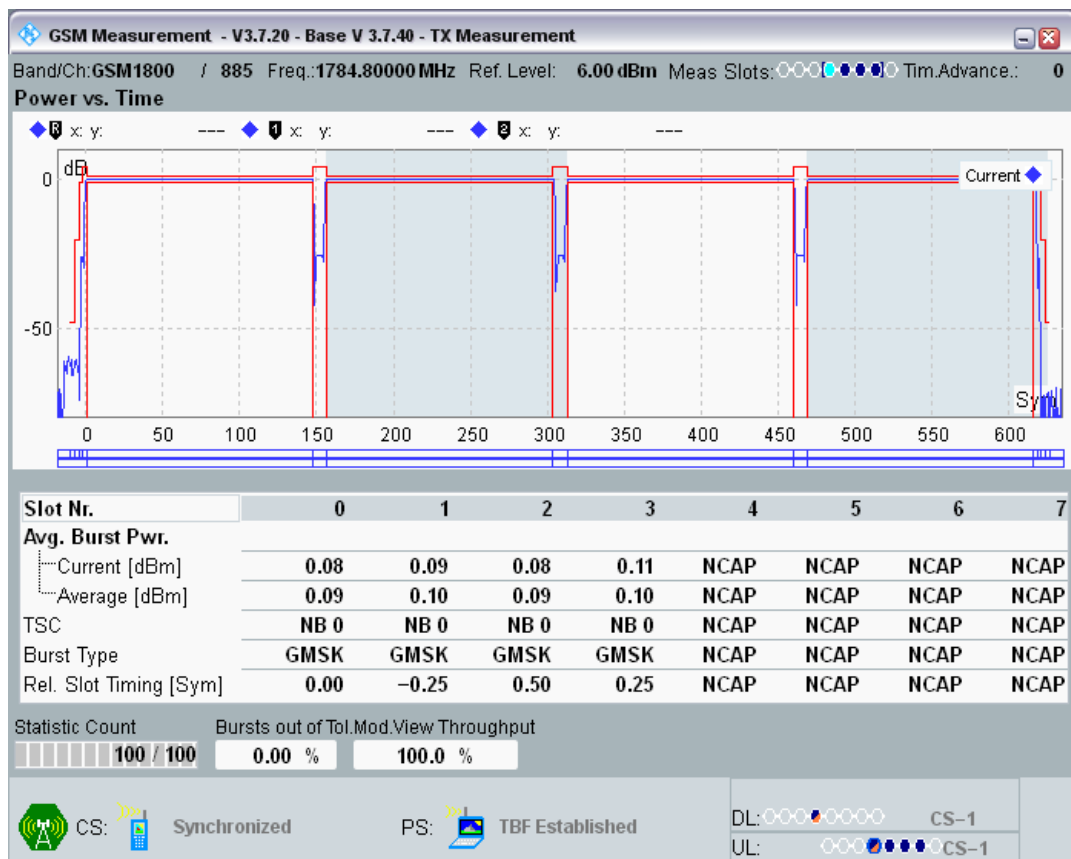 GSM Measurement - V3.7.20 - Base V 3.7.40 - TX Measurement
Band/Ch:GSM1800 / 885 Freq.:1784.80000 MHz Ref. Level: 6.00 dBm Meas Slots: Tim.Advance.: 0
Power vs. Time
R x: y: --- 1 x: y: --- 2 x: y: ---
dB
Current
0
-50
Sym
0 50 100 150 200 250 300 350 400 450 500 550 600
Slot Nr. 0 1 2 3 4 5 6 7
Avg. Burst Pwr.
Current [dBm] 0.08 0.09 0.08 0.11 NCAP NCAP NCAP NCAP
Average [dBm] 0.09 0.10 0.09 0.10 NCAP NCAP NCAP NCAP
TSC NB 0 NB 0 NB 0 NB 0 NCAP NCAP NCAP NCAP
Burst Type GMSK GMSK GMSK GMSK NCAP NCAP NCAP NCAP
Rel. Slot Timing [Sym] 0.00 −0.25 0.50 0.25 NCAP NCAP NCAP NCAP
Statistic Count Bursts out of Tol.Mod.View Throughput
100 / 100 0.00 % 100.0 %
CS: Synchronized PS: TBF Established
DL: CS−1
UL: CS−1